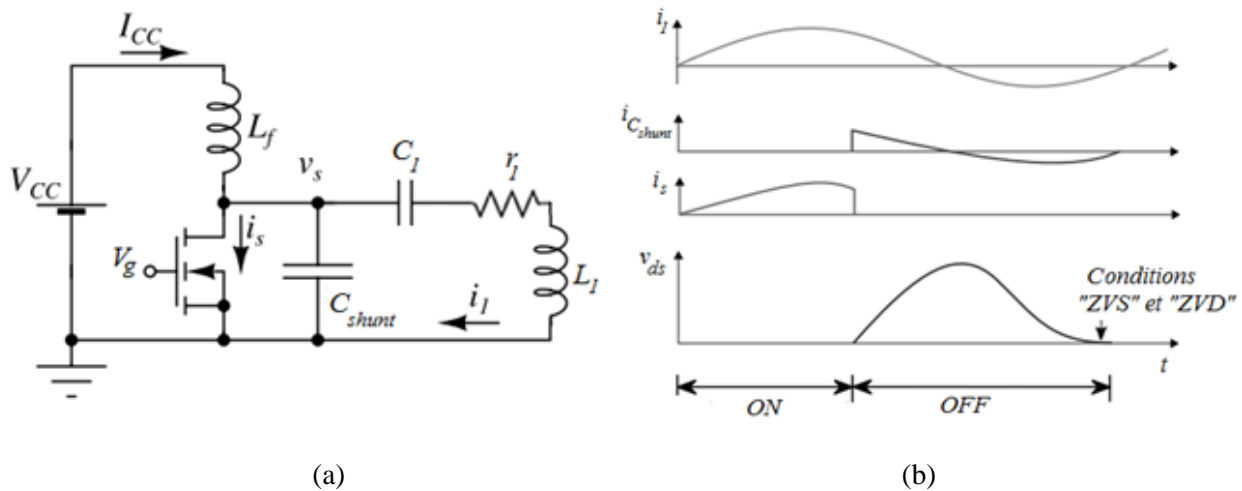 I_CC
L_f
V_CC
v_s
C_1
r_1
i_s
V_g
C_shunt
L_1
i_1
(a)
i_1
i_C_shunt
i_s
v_ds
Conditions
"ZVS" et "ZVD"
t
ON
OFF
(b)